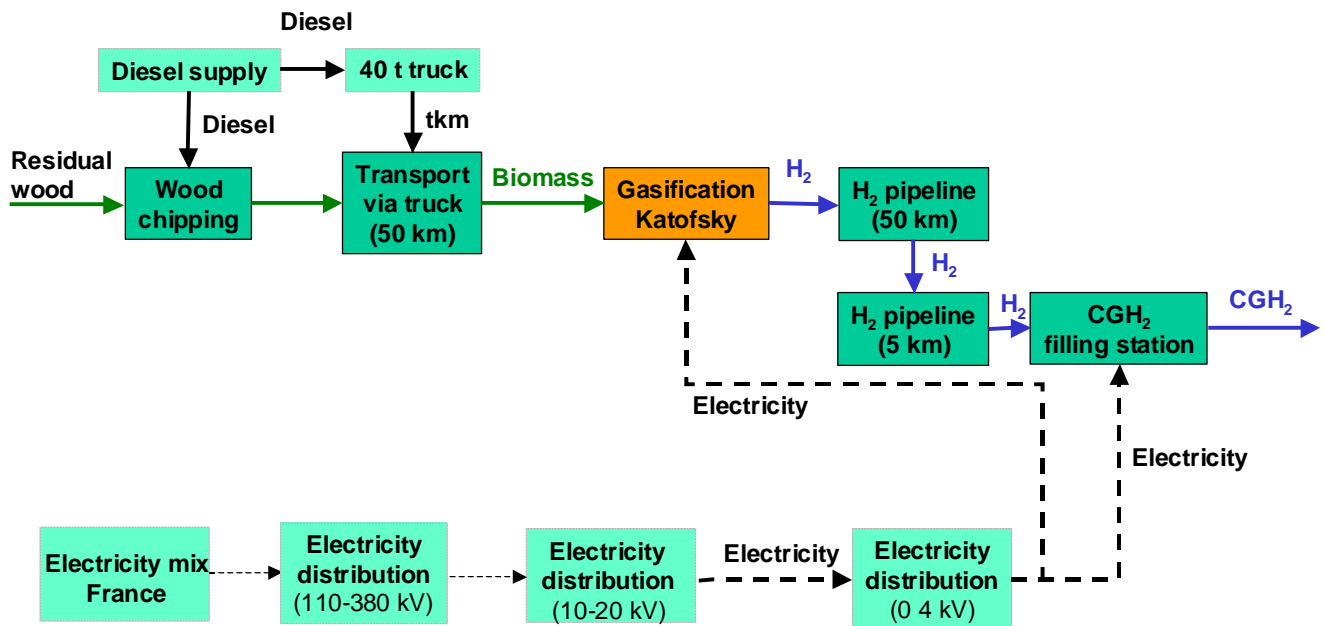 Diesel
Diesel supply
40 t truck
Diesel
tkm
Residual
wood
Wood
chipping
Transport
via truck
(50 km)
Biomass
Gasification
Katofsky
H₂
H₂ pipeline
(50 km)
H₂
H₂ pipeline
(5 km)
H₂
CGH₂
filling station
CGH₂
Electricity
Electricity
Electricity mix
France
Electricity
distribution
(110-380 kV)
Electricity
distribution
(10-20 kV)
Electricity
Electricity
distribution
(0 4 kV)